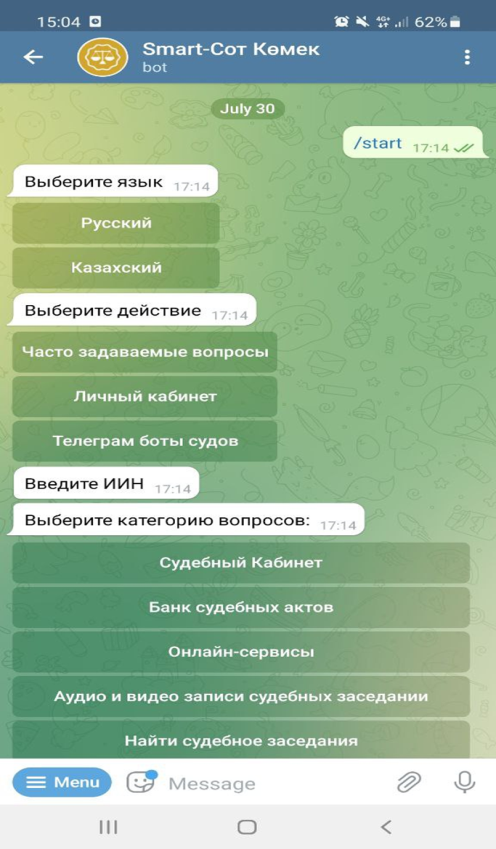 15:04
4G+
62%
Smart-Сот Көмек
bot
July 30
/start 17:14
Выберите язык 17:14
Русский
Казахский
Выберите действие 17:14
Часто задаваемые вопросы
Личный кабинет
Телеграм боты судов
Введите ИИН 17:14
Выберите категорию вопросов: 17:14
Судебный Кабинет
Банк судебных актов
Онлайн-сервисы
Аудио и видео записи судебных заседании
Найти судебное заседания
Menu
Message